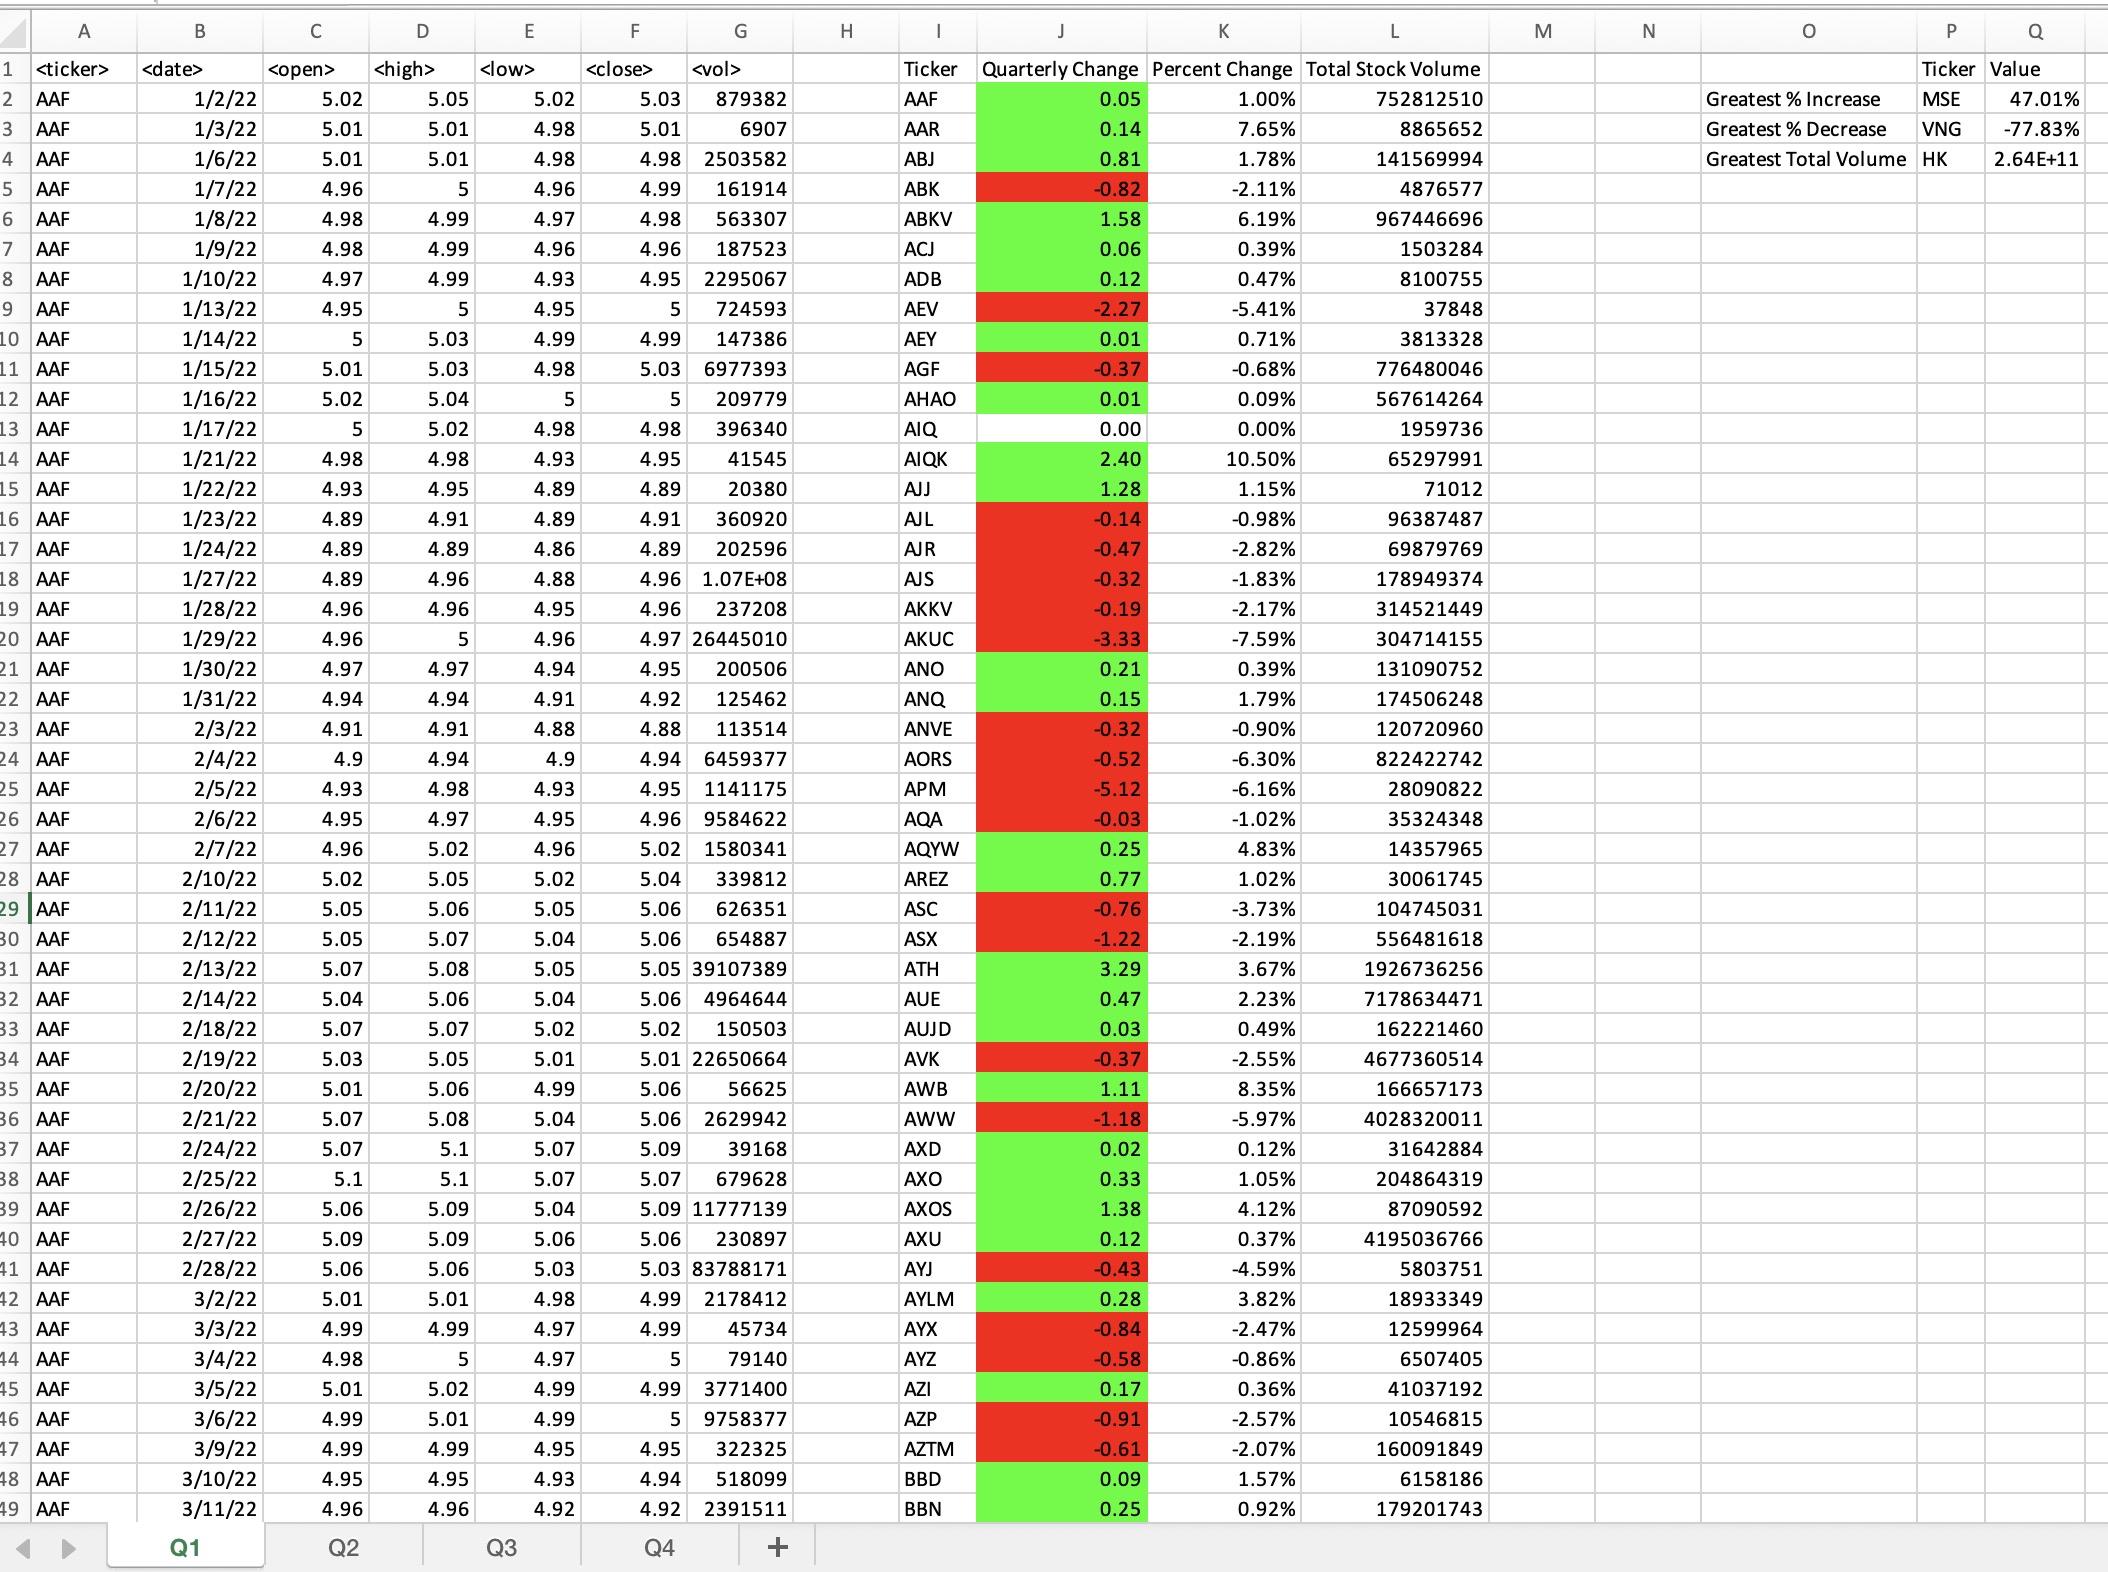 A B C D E F G H I J K L M N O P Q
1 <ticker> <date> <open> <high> <low> <close> <vol> Ticker Quarterly Change Percent Change Total Stock Volume Ticker Value
2 AAF 1/2/22 5.02 5.05 5.02 5.03 879382 AAF 0.05 1.00% 752812510 Greatest % Increase MSE 47.01%
3 AAF 1/3/22 5.01 5.01 4.98 5.01 6907 AAR 0.14 7.65% 8865652 Greatest % Decrease VNG -77.83%
4 AAF 1/6/22 5.01 5.01 4.98 4.98 2503582 ABJ 0.81 1.78% 141569994 Greatest Total Volume HK 2.64E+11
5 AAF 1/7/22 4.96 5 4.96 4.99 161914 ABK -0.82 -2.11% 4876577
6 AAF 1/8/22 4.98 4.99 4.97 4.98 563307 ABKV 1.58 6.19% 967446696
7 AAF 1/9/22 4.98 4.99 4.96 4.96 187523 ACJ 0.06 0.39% 1503284
8 AAF 1/10/22 4.97 4.99 4.93 4.95 2295067 ADB 0.12 0.47% 8100755
9 AAF 1/13/22 4.95 5 4.95 5 724593 AEV -2.27 -5.41% 37848
10 AAF 1/14/22 5 5.03 4.99 4.99 147386 AEY 0.01 0.71% 3813328
11 AAF 1/15/22 5.01 5.03 4.98 5.03 6977393 AGF -0.37 -0.68% 776480046
12 AAF 1/16/22 5.02 5.04 5 5 209779 AHAO 0.01 0.09% 567614264
13 AAF 1/17/22 5 5.02 4.98 4.98 396340 AIQ 0.00 0.00% 1959736
14 AAF 1/21/22 4.98 4.98 4.93 4.95 41545 AIQK 2.40 10.50% 65297991
15 AAF 1/22/22 4.93 4.95 4.89 4.89 20380 AJJ 1.28 1.15% 71012
16 AAF 1/23/22 4.89 4.91 4.89 4.91 360920 AJL -0.14 -0.98% 96387487
17 AAF 1/24/22 4.89 4.89 4.86 4.89 202596 AJR -0.47 -2.82% 69879769
18 AAF 1/27/22 4.89 4.96 4.88 4.96 1.07E+08 AJS -0.32 -1.83% 178949374
19 AAF 1/28/22 4.96 4.96 4.95 4.96 237208 AKKV -0.19 -2.17% 314521449
20 AAF 1/29/22 4.96 5 4.96 4.97 26445010 AKUC -3.33 -7.59% 304714155
21 AAF 1/30/22 4.97 4.97 4.94 4.95 200506 ANO 0.21 0.39% 131090752
22 AAF 1/31/22 4.94 4.94 4.91 4.92 125462 ANQ 0.15 1.79% 174506248
23 AAF 2/3/22 4.91 4.91 4.88 4.88 113514 ANVE -0.32 -0.90% 120720960
24 AAF 2/4/22 4.9 4.94 4.9 4.94 6459377 AORS -0.52 -6.30% 822422742
25 AAF 2/5/22 4.93 4.98 4.93 4.95 1141175 APM -5.12 -6.16% 28090822
26 AAF 2/6/22 4.95 4.97 4.95 4.96 9584622 AQA -0.03 -1.02% 35324348
27 AAF 2/7/22 4.96 5.02 4.96 5.02 1580341 AQYW 0.25 4.83% 14357965
28 AAF 2/10/22 5.02 5.05 5.02 5.04 339812 AREZ 0.77 1.02% 30061745
29 AAF 2/11/22 5.05 5.06 5.05 5.06 626351 ASC -0.76 -3.73% 104745031
30 AAF 2/12/22 5.05 5.07 5.04 5.06 654887 ASX -1.22 -2.19% 556481618
31 AAF 2/13/22 5.07 5.08 5.05 5.05 39107389 ATH 3.29 3.67% 1926736256
32 AAF 2/14/22 5.04 5.06 5.04 5.06 4964644 AUE 0.47 2.23% 7178634471
33 AAF 2/18/22 5.07 5.07 5.02 5.02 150503 AUJD 0.03 0.49% 162221460
34 AAF 2/19/22 5.03 5.05 5.01 5.01 22650664 AVK -0.37 -2.55% 4677360514
35 AAF 2/20/22 5.01 5.06 4.99 5.06 56625 AWB 1.11 8.35% 166657173
36 AAF 2/21/22 5.07 5.08 5.04 5.06 2629942 AWW -1.18 -5.97% 4028320011
37 AAF 2/24/22 5.07 5.1 5.07 5.09 39168 AXD 0.02 0.12% 31642884
38 AAF 2/25/22 5.1 5.1 5.07 5.07 679628 AXO 0.33 1.05% 204864319
39 AAF 2/26/22 5.06 5.09 5.04 5.09 11777139 AXOS 1.38 4.12% 87090592
40 AAF 2/27/22 5.09 5.09 5.06 5.06 230897 AXU 0.12 0.37% 4195036766
41 AAF 2/28/22 5.06 5.06 5.03 5.03 83788171 AYJ -0.43 -4.59% 5803751
42 AAF 3/2/22 5.01 5.01 4.98 4.99 2178412 AYLM 0.28 3.82% 18933349
43 AAF 3/3/22 4.99 4.99 4.97 4.99 45734 AYX -0.84 -2.47% 12599964
44 AAF 3/4/22 4.98 5 4.97 5 79140 AYZ -0.58 -0.86% 6507405
45 AAF 3/5/22 5.01 5.02 4.99 4.99 3771400 AZI 0.17 0.36% 41037192
46 AAF 3/6/22 4.99 5.01 4.99 5 9758377 AZP -0.91 -2.57% 10546815
47 AAF 3/9/22 4.99 4.99 4.95 4.95 322325 AZTM -0.61 -2.07% 160091849
48 AAF 3/10/22 4.95 4.95 4.93 4.94 518099 BBD 0.09 1.57% 6158186
49 AAF 3/11/22 4.96 4.96 4.92 4.92 2391511 BBN 0.25 0.92% 179201743
Q1 Q2 Q3 Q4 +